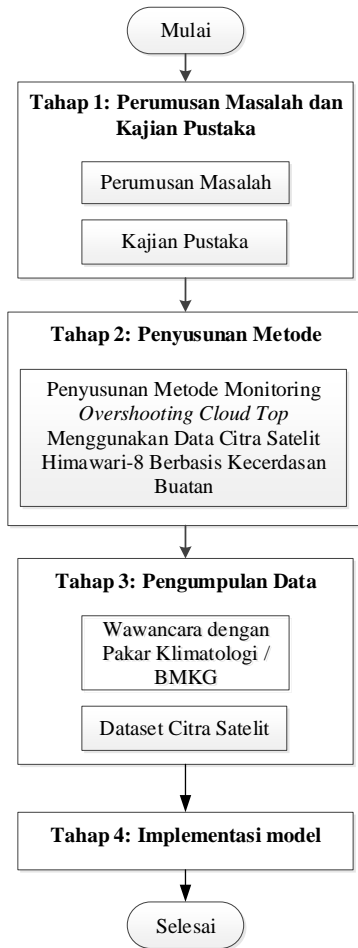 Mulai
Tahap 1: Perumusan Masalah dan
Kajian Pustaka
Perumusan Masalah
Kajian Pustaka
Tahap 2: Penyusunan Metode
Penyusunan Metode Monitoring
Overshooting Cloud Top
Menggunakan Data Citra Satelit
Himawari-8 Berbasis Kecerdasan
Buatan
Tahap 3: Pengumpulan Data
Wawancara dengan
Pakar Klimatologi /
BMKG
Dataset Citra Satelit
Tahap 4: Implementasi model
Selesai